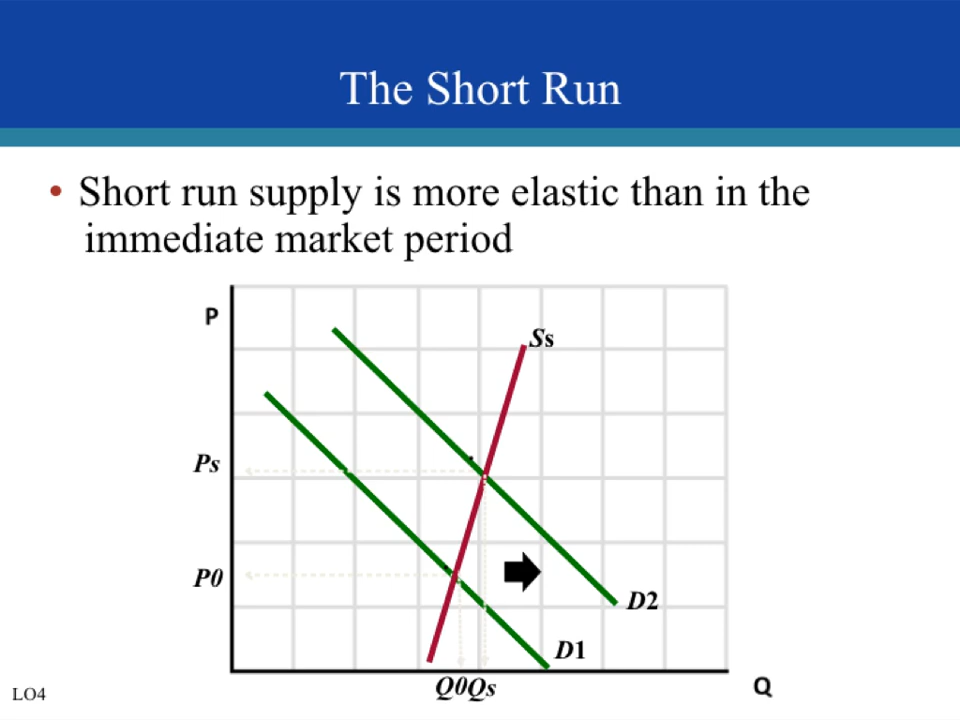 The Short Run
• Short run supply is more elastic than in the
immediate market period
P
Ss
Ps
P0
D2
D1
Q0Qs
Q
LO4